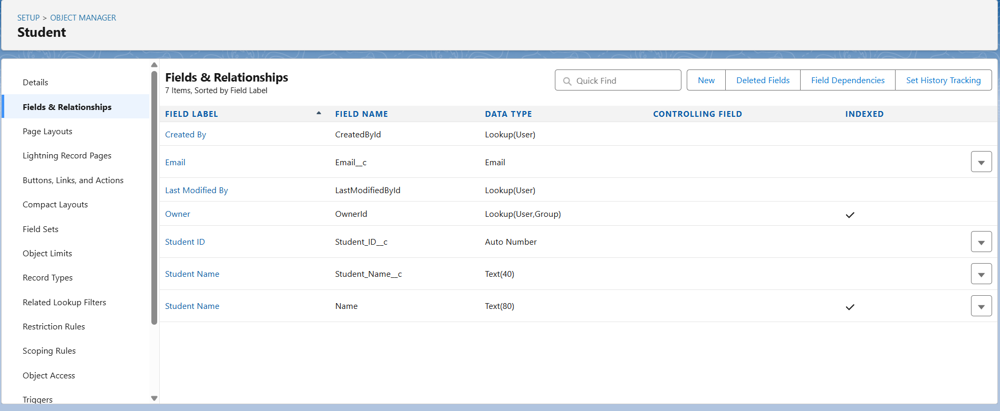 SETUP > OBJECT MANAGER
Student
Details
Fields & Relationships
Page Layouts
Lightning Record Pages
Buttons, Links, and Actions
Compact Layouts
Field Sets
Object Limits
Record Types
Related Lookup Filters
Restriction Rules
Scoping Rules
Object Access
Triggers
Fields & Relationships
7 Items, Sorted by Field Label
Quick Find
New Deleted Fields Field Dependencies Set History Tracking
FIELD LABEL FIELD NAME DATA TYPE CONTROLLING FIELD INDEXED
Created By CreatedById Lookup(User)
Email Email__c Email
Last Modified By LastModifiedById Lookup(User)
Owner OwnerId Lookup(User,Group)
Student ID Student_ID__c Auto Number
Student Name Student_Name__c Text(40)
Student Name Name Text(80)